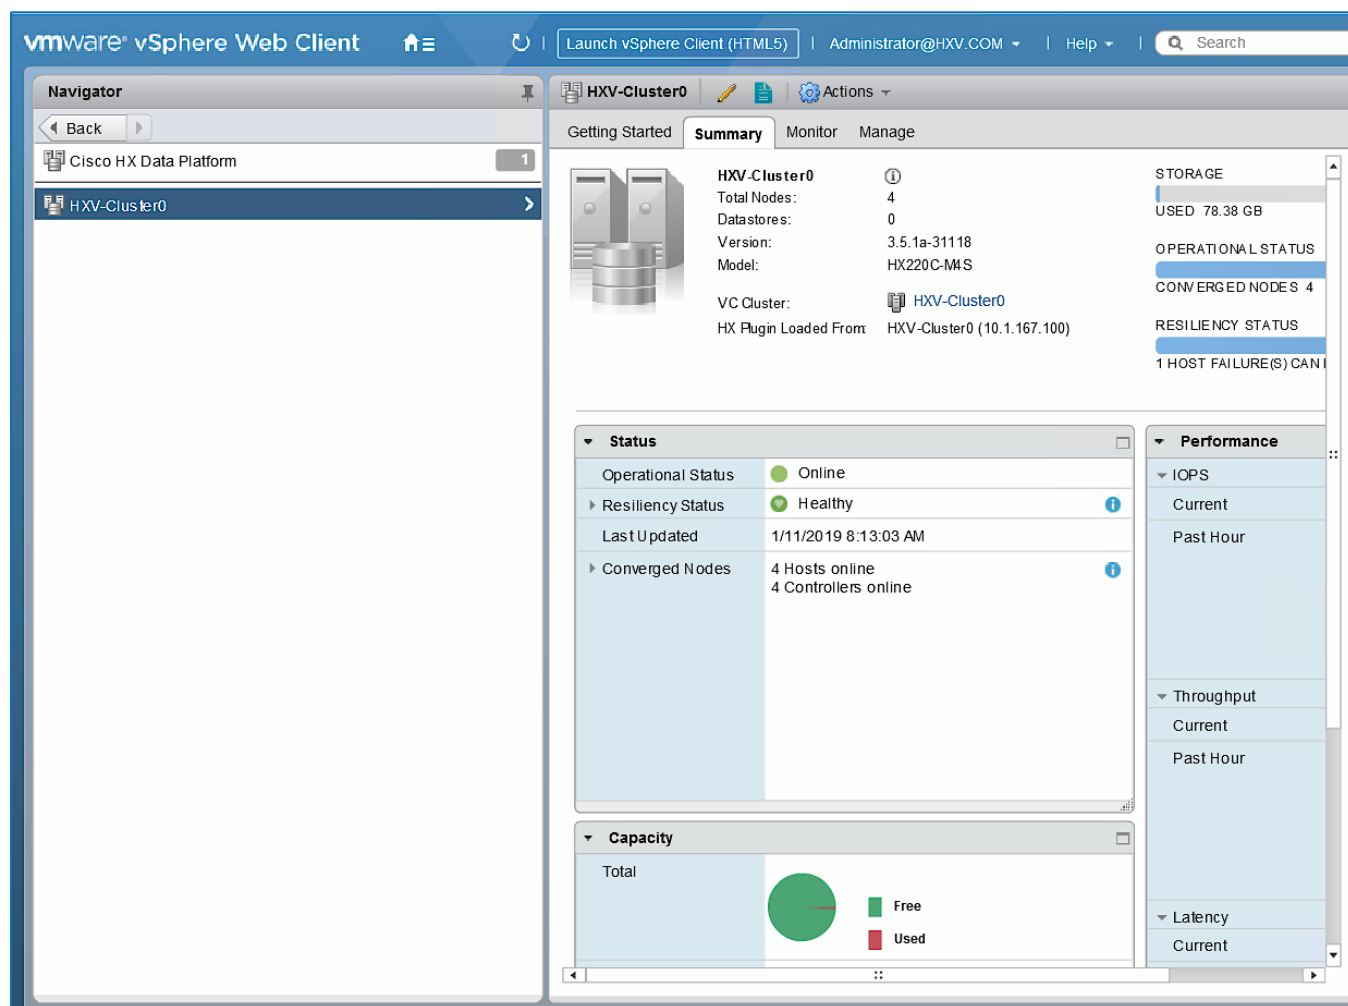 vmware® vSphere Web Client
Launch vSphere Client (HTML5)
Administrator@HXV.COM
Help
Search
Navigator
Back
Cisco HX Data Platform
1
HXV-Cluster0
HXV-Cluster0
Actions
Getting Started
Summary
Monitor
Manage
HXV-Cluster0
Total Nodes: 4
Datastores: 0
Version: 3.5.1a-31118
Model: HX220C-M4S
VC Cluster: HXV-Cluster0
HX Plugin Loaded From: HXV-Cluster0 (10.1.167.100)
STORAGE
USED 78.38 GB
OPERATIONAL STATUS
CONVERGED NODES 4
RESILIENCY STATUS
1 HOST FAILURE(S) CAN
Status
Operational Status Online
Resiliency Status Healthy
Last Updated 1/11/2019 8:13:03 AM
Converged Nodes 4 Hosts online
4 Controllers online
Capacity
Total
Free
Used
Performance
IOPS
Current
Past Hour
Throughput
Current
Past Hour
Latency
Current